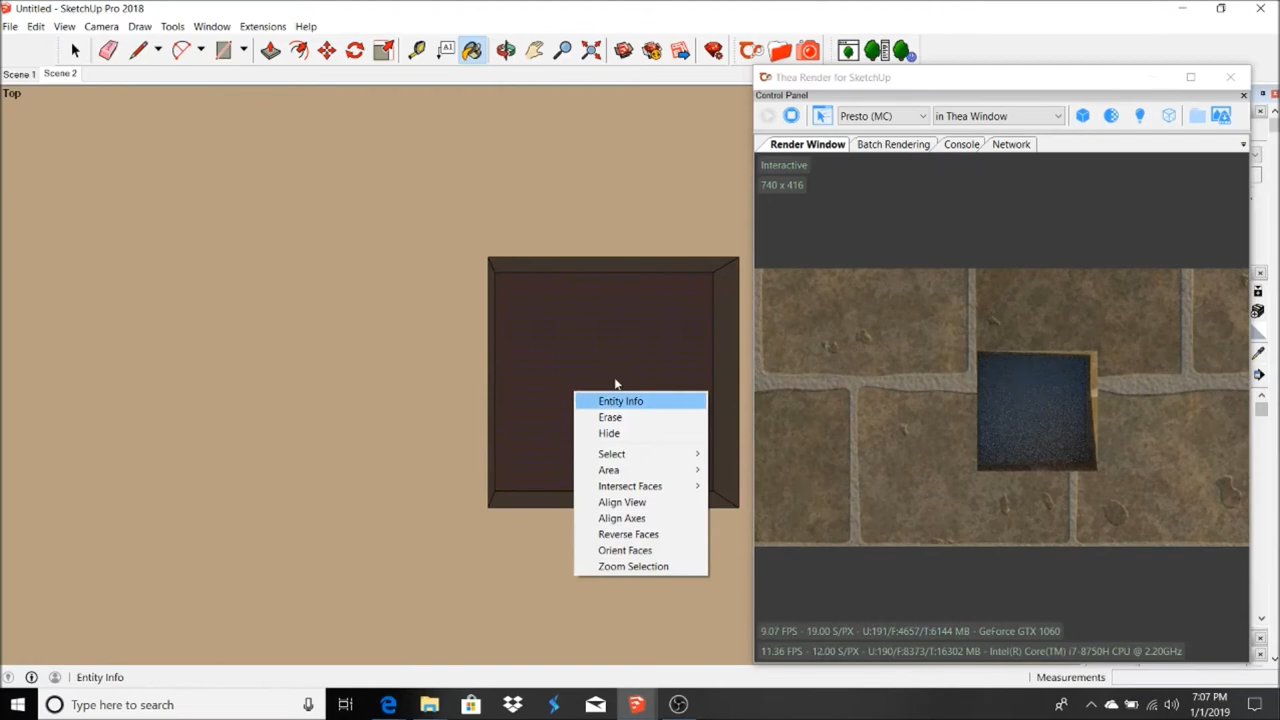 Untitled - SketchUp Pro 2018
File Edit View Camera Draw Tools Window Extensions Help
Scene 1 Scene 2
Top
Thea Render for SketchUp
Control Panel
Presto (MC) in Thea Window
Render Window Batch Rendering Console Network
Interactive
740 x 416
Entity Info
Erase
Hide
Select
Area
Intersect Faces
Align View
Align Axes
Reverse Faces
Orient Faces
Zoom Selection
9.07 FPS - 19.00 S/PX - U:191/F:4657/T:6144 MB - GeForce GTX 1060
11.36 FPS - 12.00 S/PX - U:190/F:8373/T:16302 MB - Intel(R) Core(TM) i7-8750H CPU @ 2.20GHz
Entity Info
Measurements
Type here to search
7:07 PM
1/1/2019